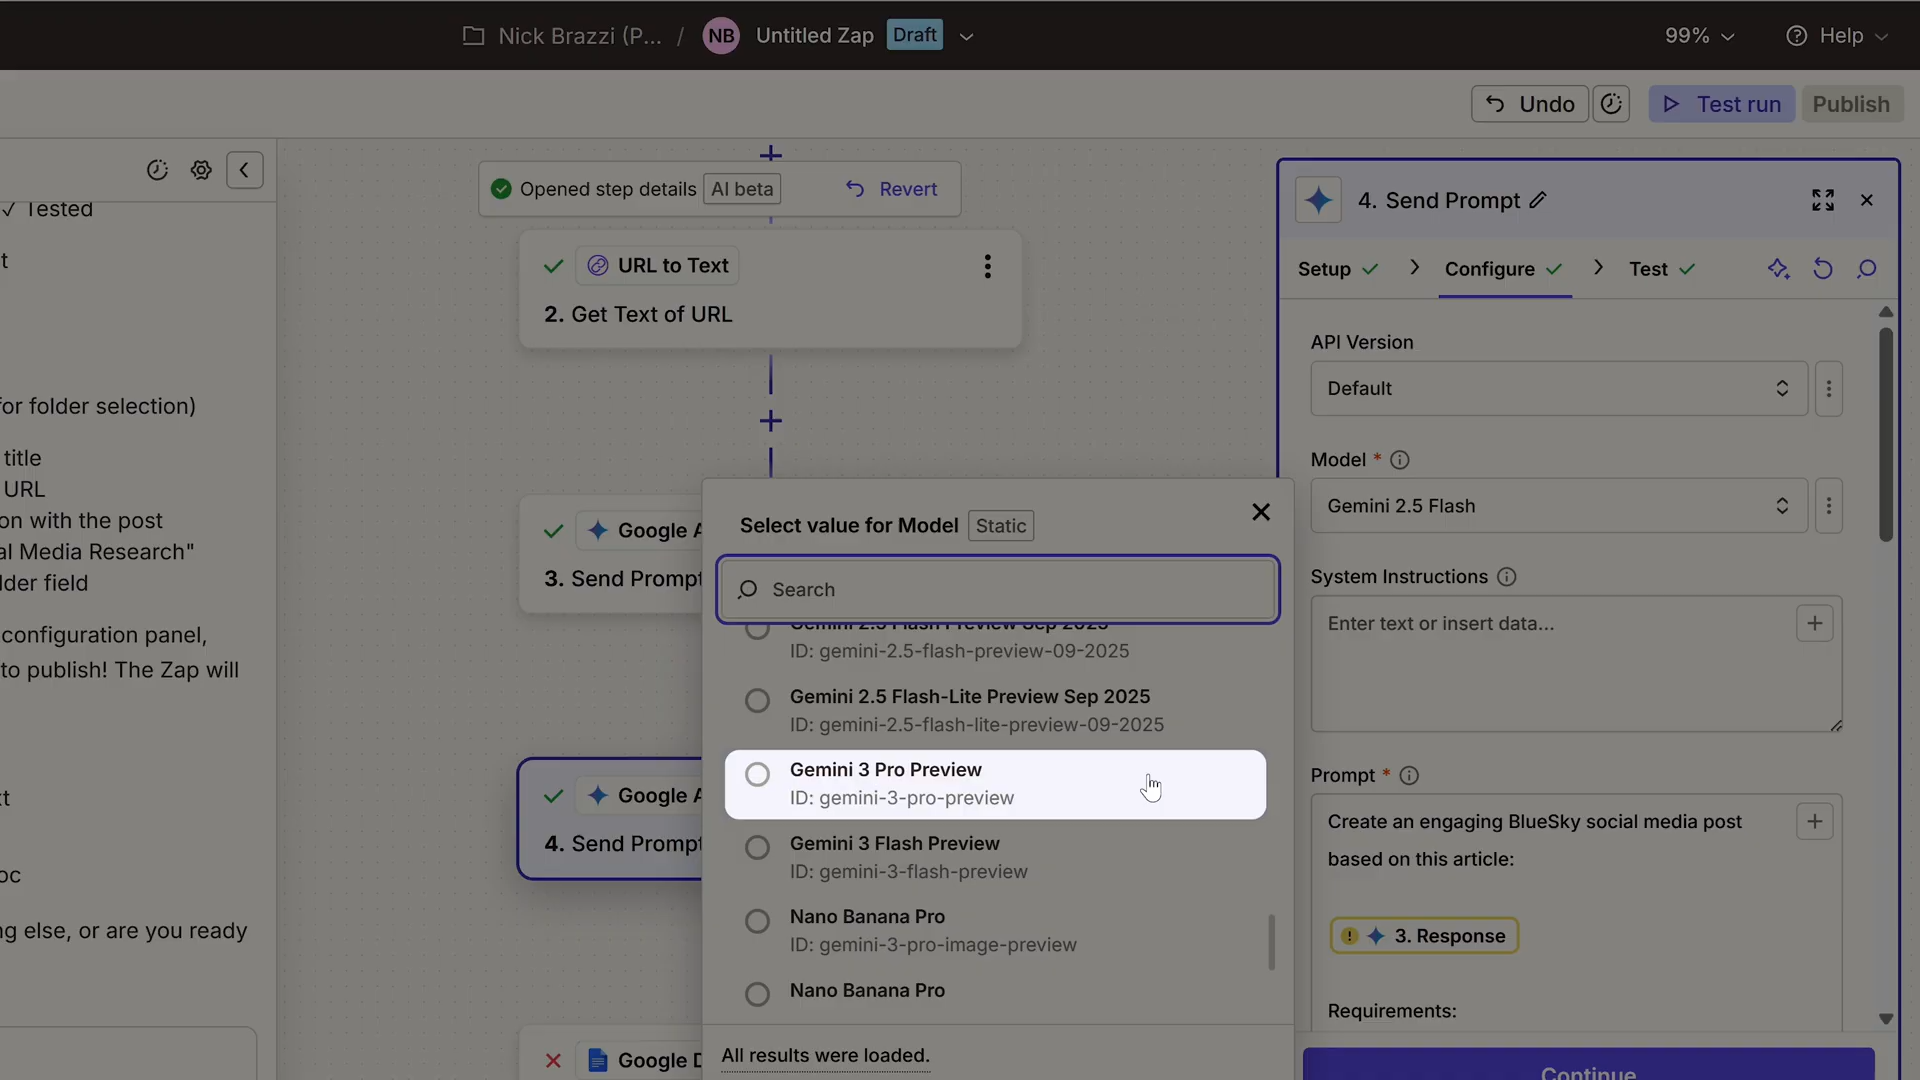 Nick Brazzi (P... / NB Untitled Zap Draft
99% Help
Undo Test run Publish
✓ Tested
t
for folder selection)
title
URL
on with the post
al Media Research"
lder field
configuration panel,
to publish! The Zap will
xt
oc
ng else, or are you ready
Opened step details AI beta Revert
URL to Text
2. Get Text of URL
Google A
3. Send Prompt
Google A
4. Send Prompt
Google D
Select value for Model Static
Search
Gemini 2.5 Flash Preview Sep 2025
ID: gemini-2.5-flash-preview-09-2025
Gemini 2.5 Flash-Lite Preview Sep 2025
ID: gemini-2.5-flash-lite-preview-09-2025
Gemini 3 Pro Preview
ID: gemini-3-pro-preview
Gemini 3 Flash Preview
ID: gemini-3-flash-preview
Nano Banana Pro
ID: gemini-3-pro-image-preview
Nano Banana Pro
All results were loaded.
4. Send Prompt
Setup Configure Test
API Version
Default
Model *
Gemini 2.5 Flash
System Instructions
Enter text or insert data...
Prompt *
Create an engaging BlueSky social media post
based on this article:
3. Response
Requirements:
Continue